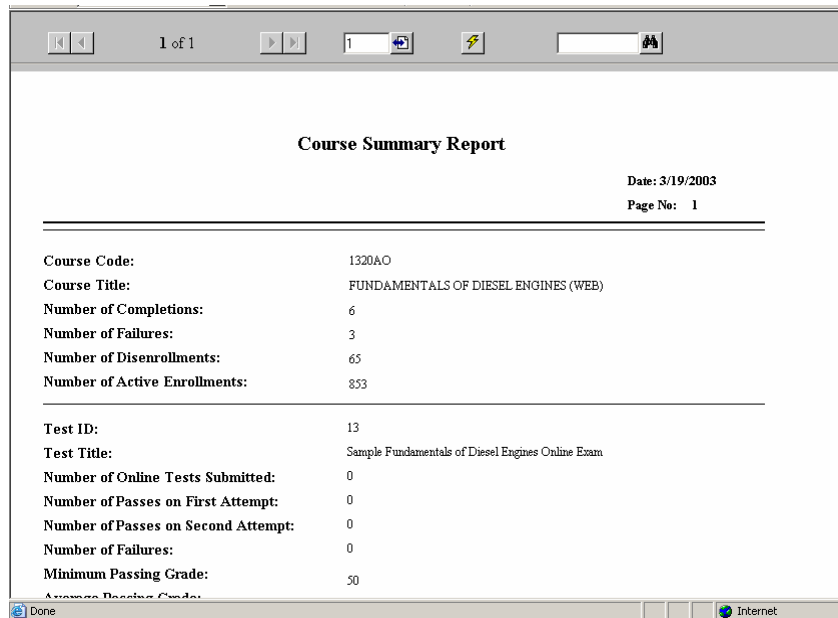 1 of 1 1
Course Summary Report
Date: 3/19/2003
Page No: 1
Course Code: 1320AO
Course Title: FUNDAMENTALS OF DIESEL ENGINES (WEB)
Number of Completions: 6
Number of Failures: 3
Number of Disenrollments: 65
Number of Active Enrollments: 853
Test ID: 13
Test Title: Sample Fundamentals of Diesel Engines Online Exam
Number of Online Tests Submitted: 0
Number of Passes on First Attempt: 0
Number of Passes on Second Attempt: 0
Number of Failures: 0
Minimum Passing Grade: 50
Average Passing Grade:
Done Internet